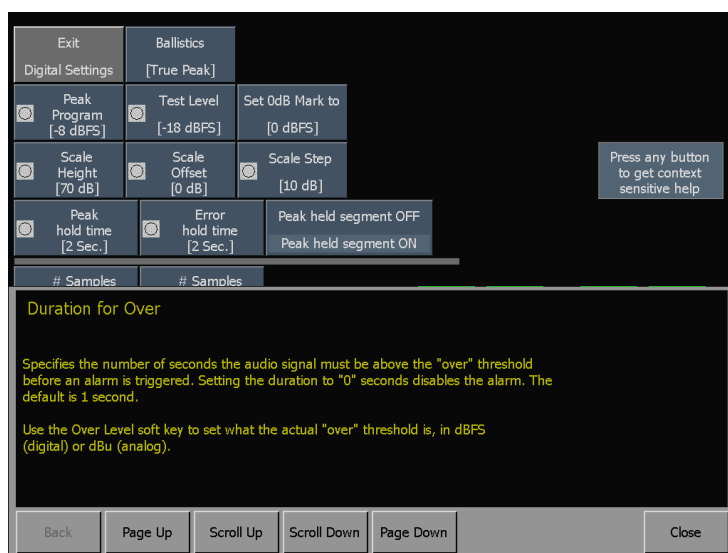 Exit
Digital Settings
Ballistics
[True Peak]
Peak
Program
[-8 dBFS]
Test Level
[-18 dBFS]
Set 0dB Mark to
[0 dBFS]
Scale
Height
[70 dB]
Scale
Offset
[0 dB]
Scale Step
[10 dB]
Press any button
to get context
sensitive help
Peak
hold time
[2 Sec.]
Error
hold time
[2 Sec.]
Peak held segment OFF
Peak held segment ON
# Samples
# Samples
Duration for Over
Specifies the number of seconds the audio signal must be above the "over" threshold
before an alarm is triggered. Setting the duration to "0" seconds disables the alarm. The
default is 1 second.
Use the Over Level soft key to set what the actual "over" threshold is, in dBFS
(digital) or dBu (analog).
Back
Page Up
Scroll Up
Scroll Down
Page Down
Close